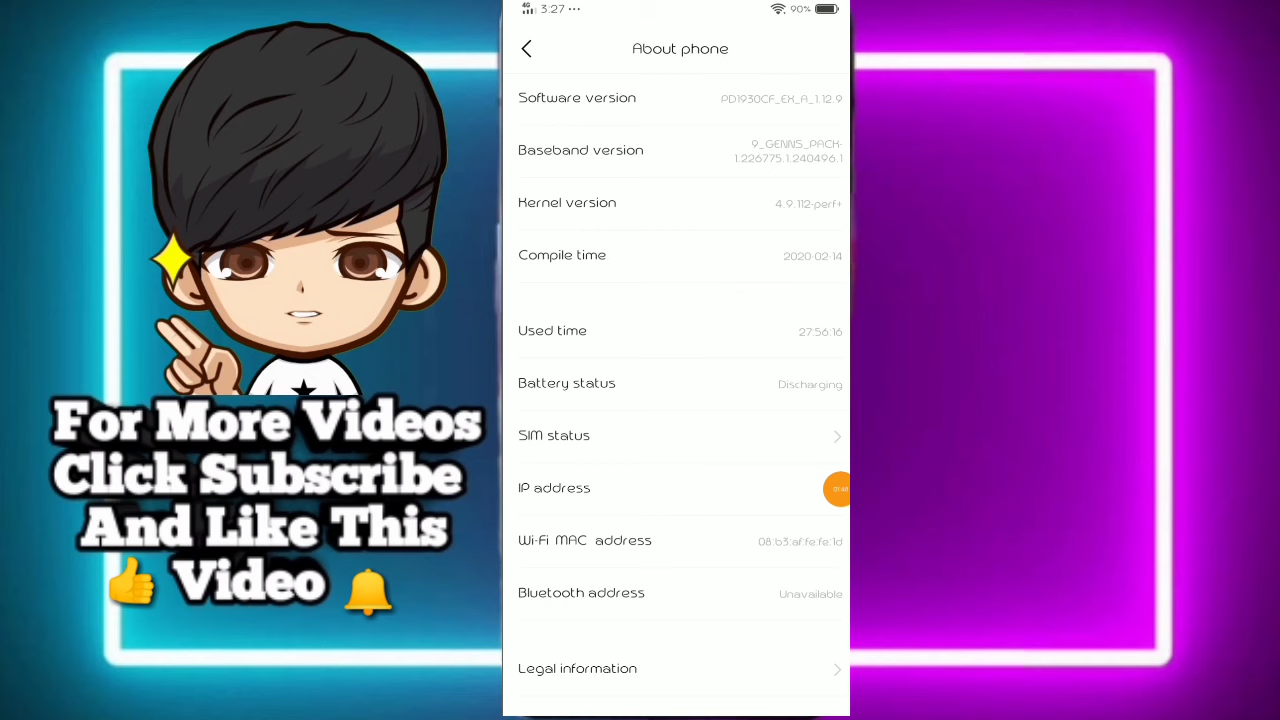 For More Videos
Click Subscribe
And Like This
Video
4G 3:27 ... 90%
About phone
Software version PD1930CF_EX_A_1.12.9
Baseband version 9_GENNS_PACK-
1.226775.1.240496.1
Kernel version 4.9.112-perf+
Compile time 2020-02-14
Used time 27:56:16
Battery status Discharging
SIM status
IP address
01:48
Wi-Fi MAC address 08:b3:af:fe:fe:1d
Bluetooth address Unavailable
Legal information